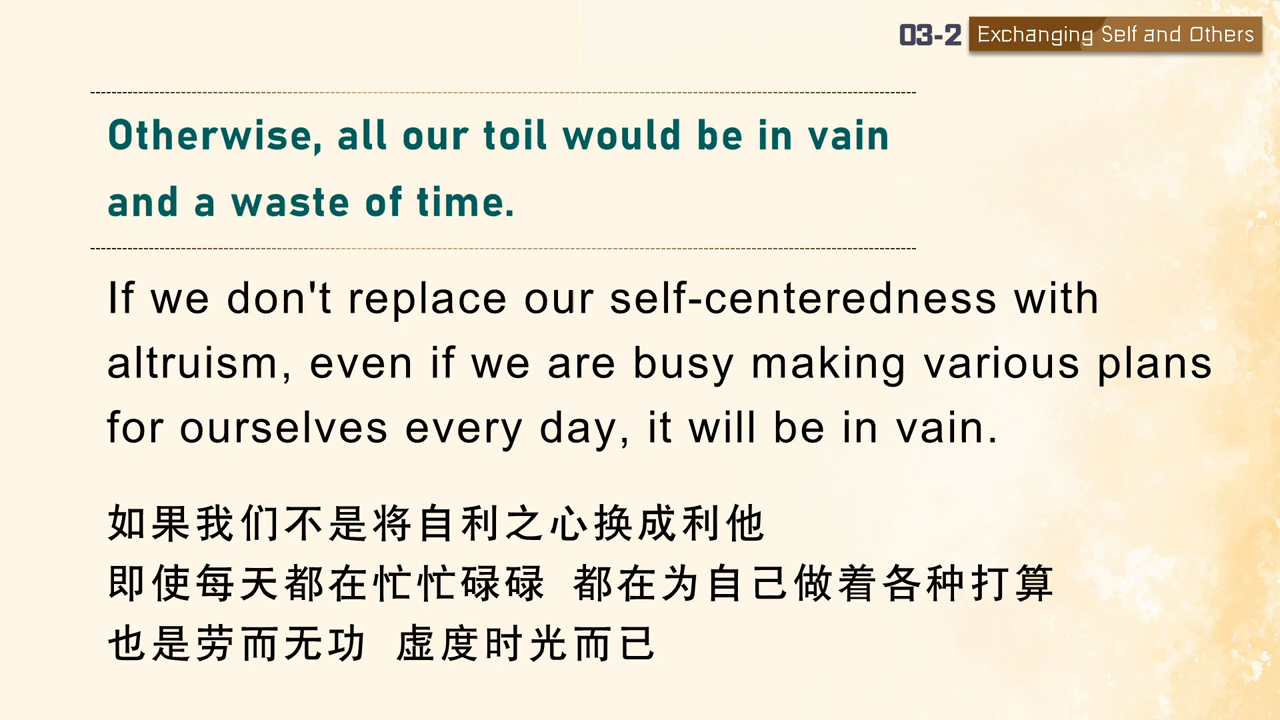 03-2 Exchanging Self and Others
Otherwise, all our toil would be in vain
and a waste of time.
If we don't replace our self-centeredness with
altruism, even if we are busy making various plans
for ourselves every day, it will be in vain.
如果我们不是将自利之心换成利他
即使每天都在忙忙碌碌 都在为自己做着各种打算
也是劳而无功 虚度时光而已